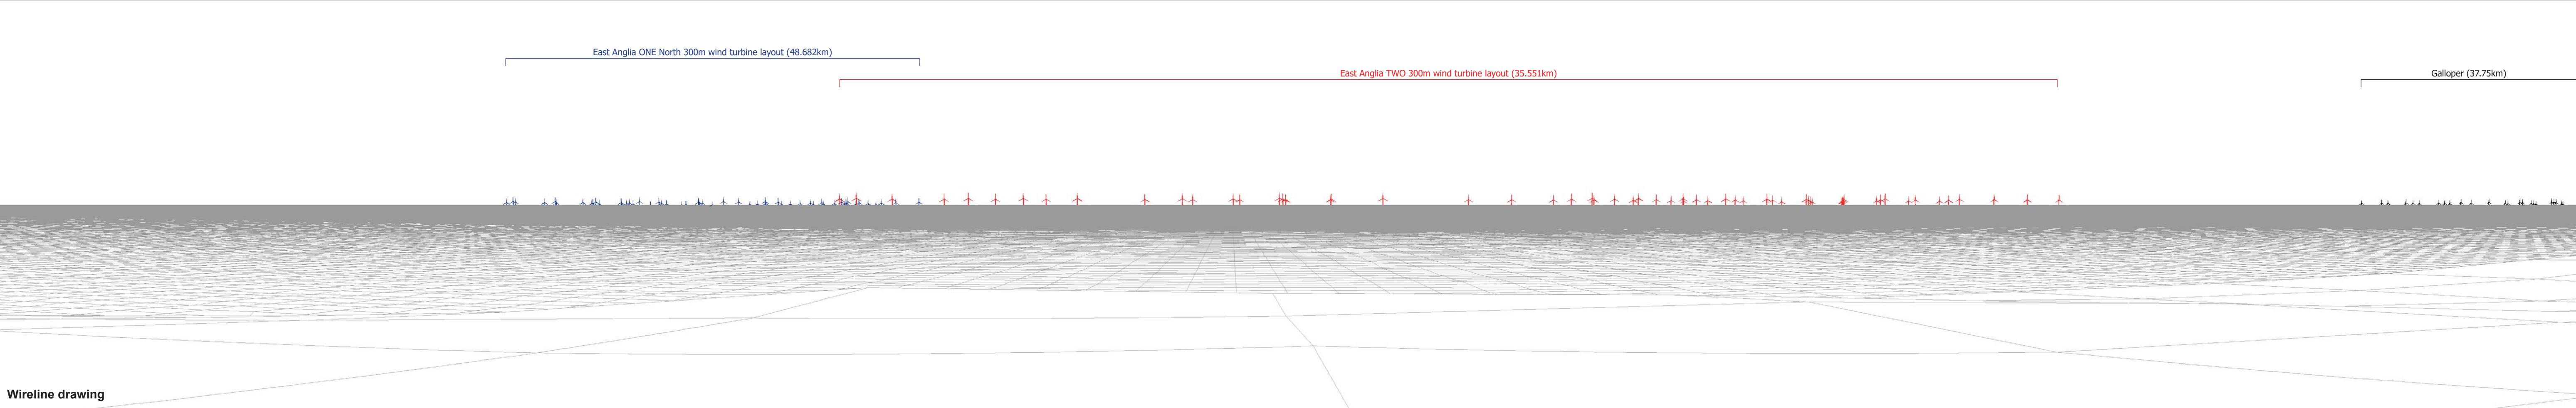 East Anglia ONE North 300m wind turbine layout (48.682km)
East Anglia TWO 300m wind turbine layout (35.551km)
Galloper (37.75km)
Wireline drawing